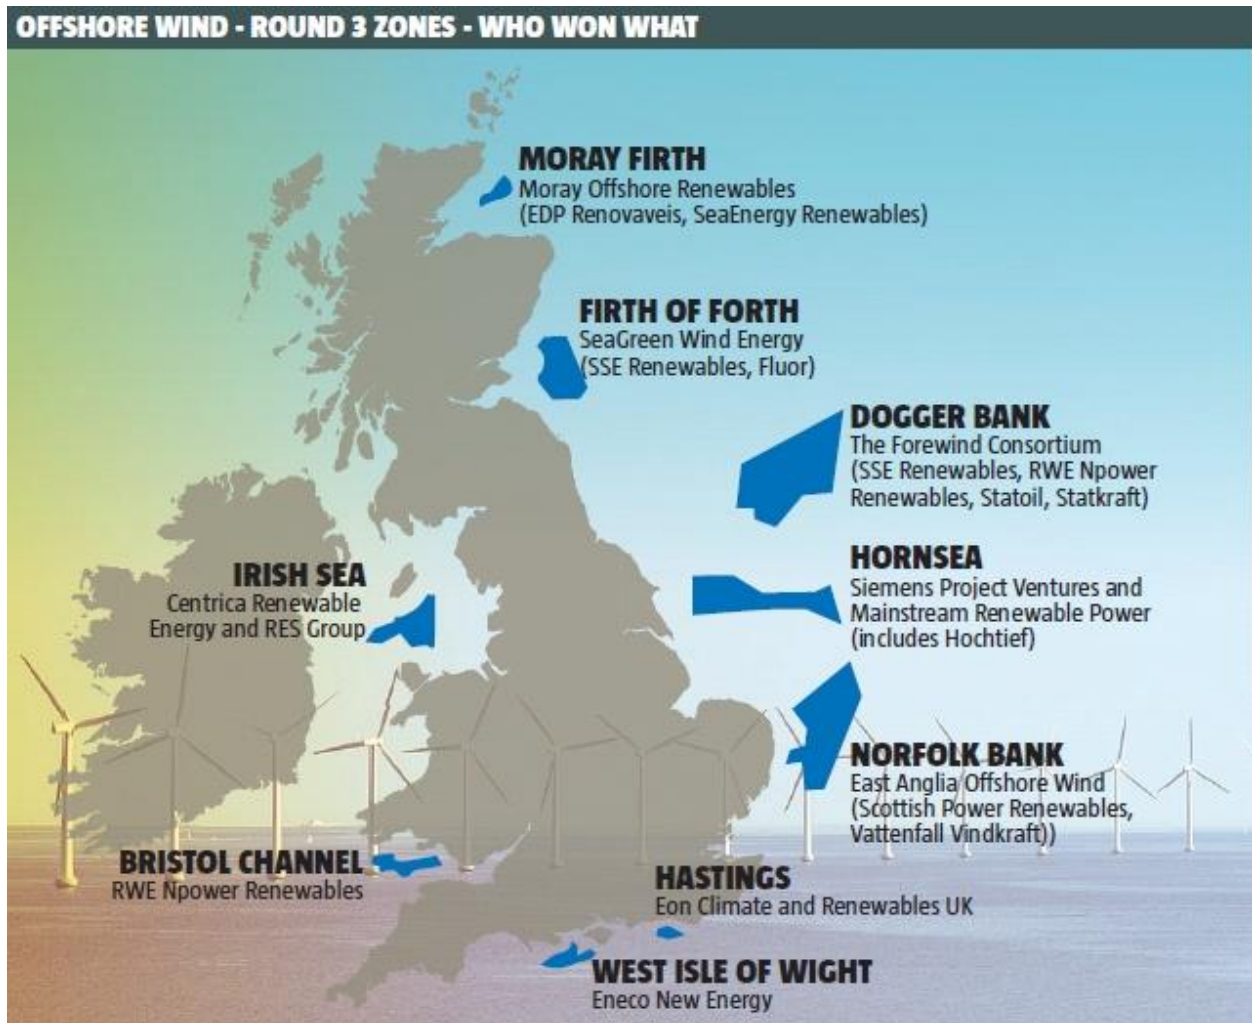 OFFSHORE WIND - ROUND 3 ZONES - WHO WON WHAT
MORAY FIRTH
Moray Offshore Renewables
(EDP Renovaveis, SeaEnergy Renewables)
FIRTH OF FORTH
SeaGreen Wind Energy
(SSE Renewables, Fluor)
DOGGER BANK
The Forewind Consortium
(SSE Renewables, RWE Npower
Renewables, Statoil, Statkraft)
HORNSEA
Siemens Project Ventures and
Mainstream Renewable Power
(includes Hochtief)
IRISH SEA
Centrica Renewable
Energy and RES Group
NORFOLK BANK
East Anglia Offshore Wind
(Scottish Power Renewables,
Vattenfall Vindkraft))
BRISTOL CHANNEL
RWE Npower Renewables
HASTINGS
Eon Climate and Renewables UK
WEST ISLE OF WIGHT
Eneco New Energy